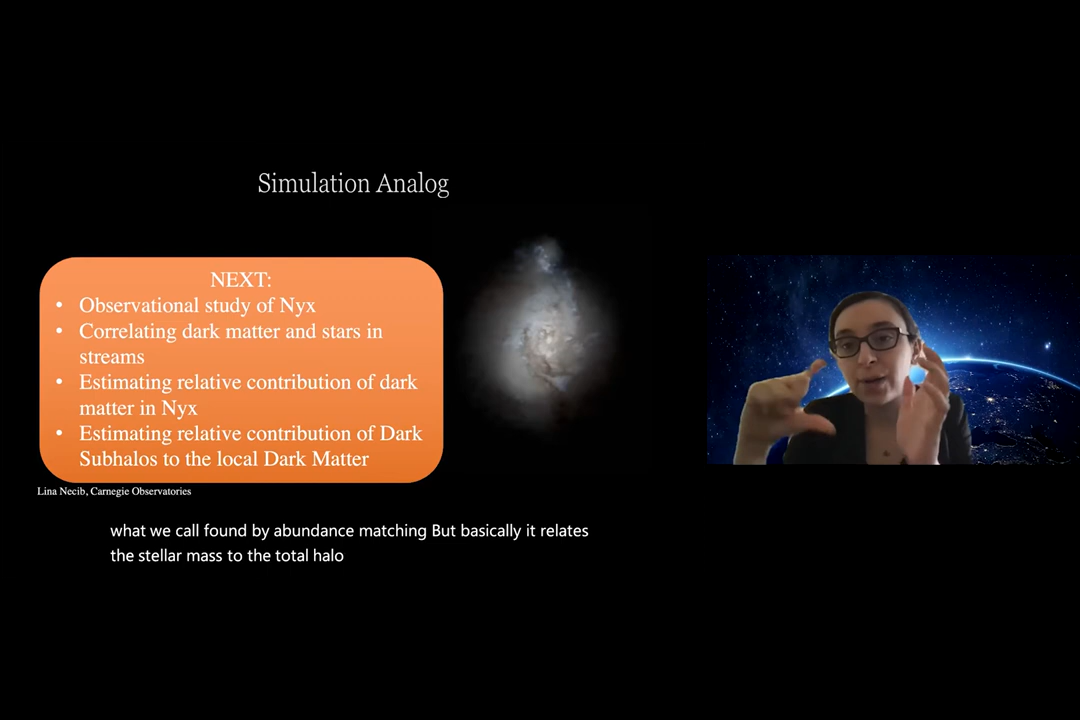 Simulation Analog
NEXT:
• Observational study of Nyx
• Correlating dark matter and stars in
streams
• Estimating relative contribution of dark
matter in Nyx
• Estimating relative contribution of Dark
Subhalos to the local Dark Matter
Lina Necib, Carnegie Observatories
what we call found by abundance matching But basically it relates
the stellar mass to the total halo